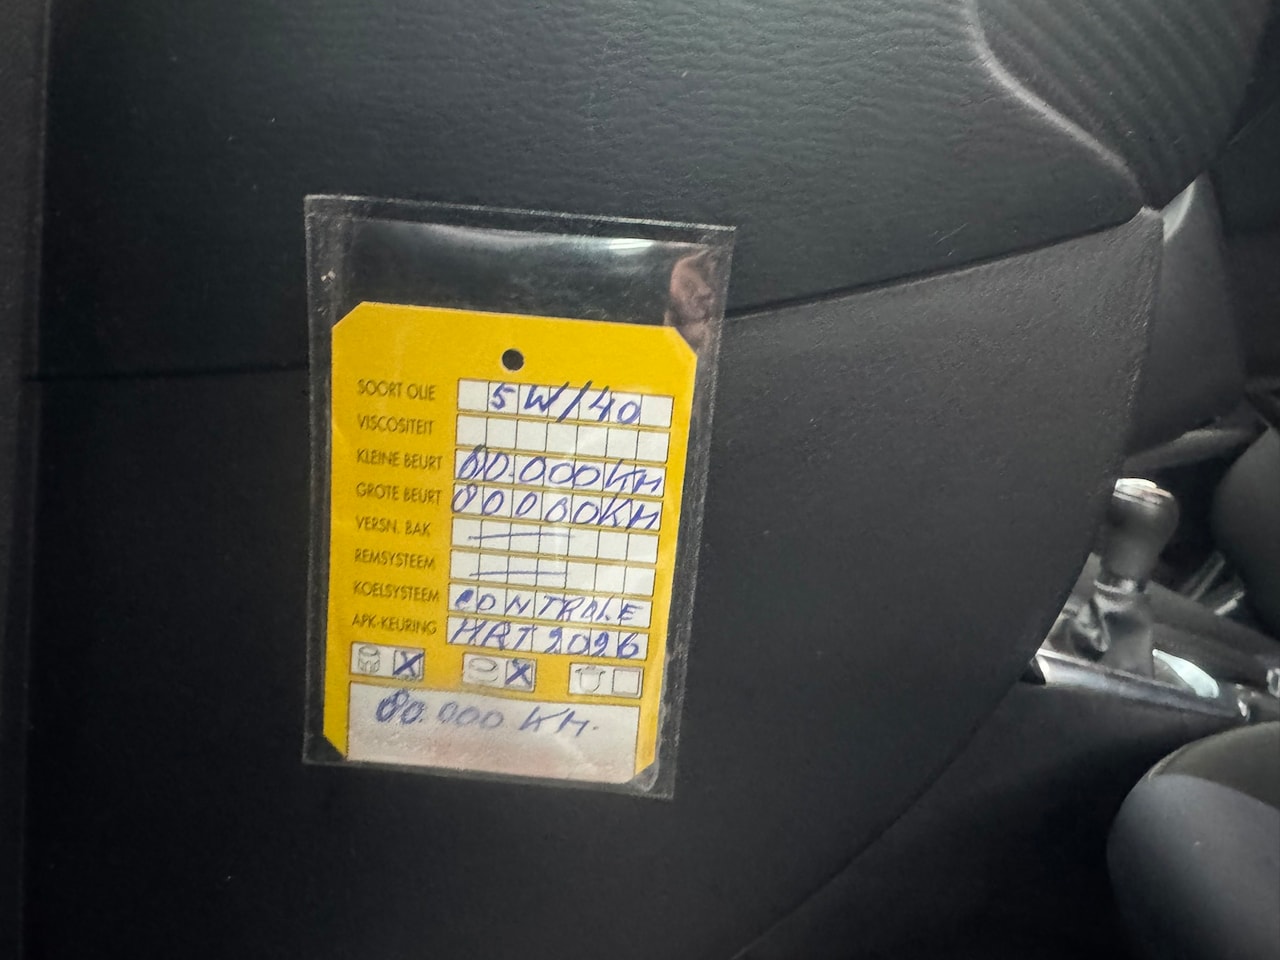 SOORT OLIE 5W/40
VISCOSITEIT
KLEINE BEURT 60.000KM
GROTE BEURT 80000KM
VERSN. BAK
REMSYSTEEM
KOELSYSTEEM CONTROLE
APK-KEURING MRT 2026
X X
80.000 KM.